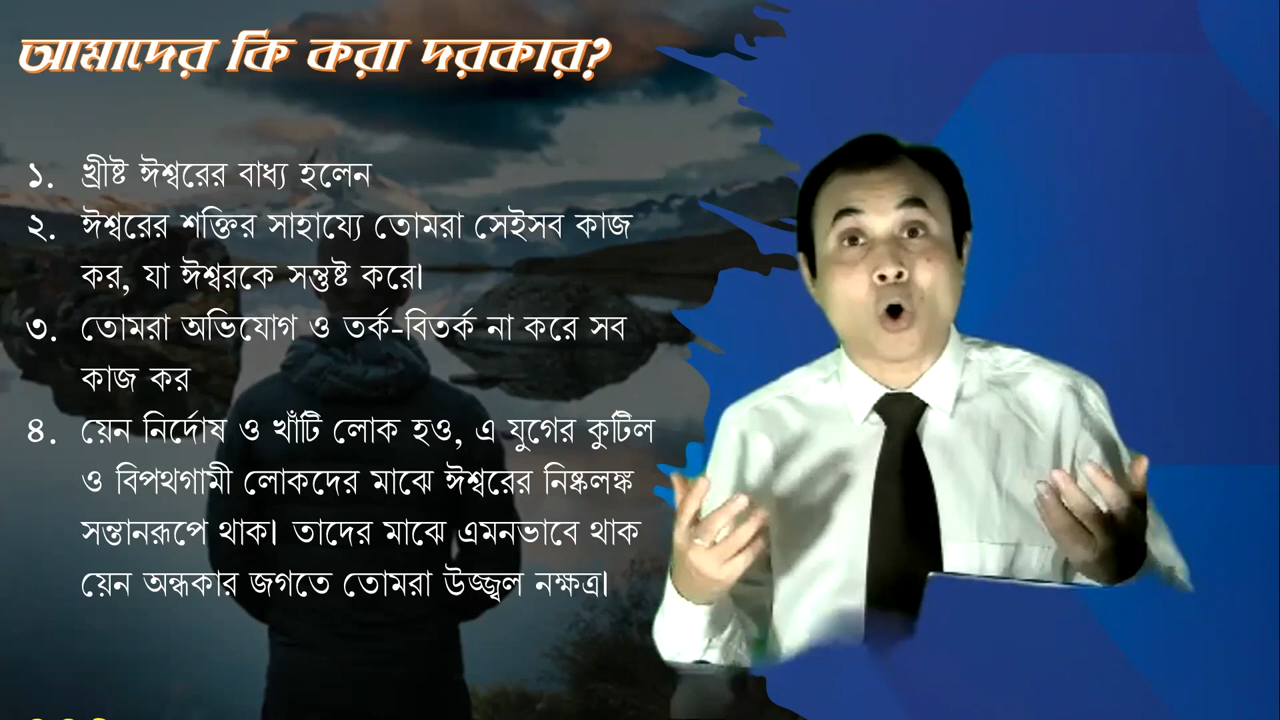 আমাদের কি করা দরকার?
১. খ্রীষ্ট ঈশ্বরের বাধ্য হলেন
২. ঈশ্বরের শক্তির সাহায্যে তোমরা সেইসব কাজ
কর, যা ঈশ্বরকে সন্তুষ্ট করে৷
৩. তোমরা অভিযোগ ও তর্ক-বিতর্ক না করে সব
কাজ কর
৪. য়েন নির্দোষ ও খাঁটি লোক হও, এ যুগের কুটিল
ও বিপথগামী লোকদের মাঝে ঈশ্বরের নিষ্কলঙ্ক
সন্তানরূপে থাক৷ তাদের মাঝে এমনভাবে থাক
য়েন অন্ধকার জগতে তোমরা উজ্জ্বল নক্ষত্র৷